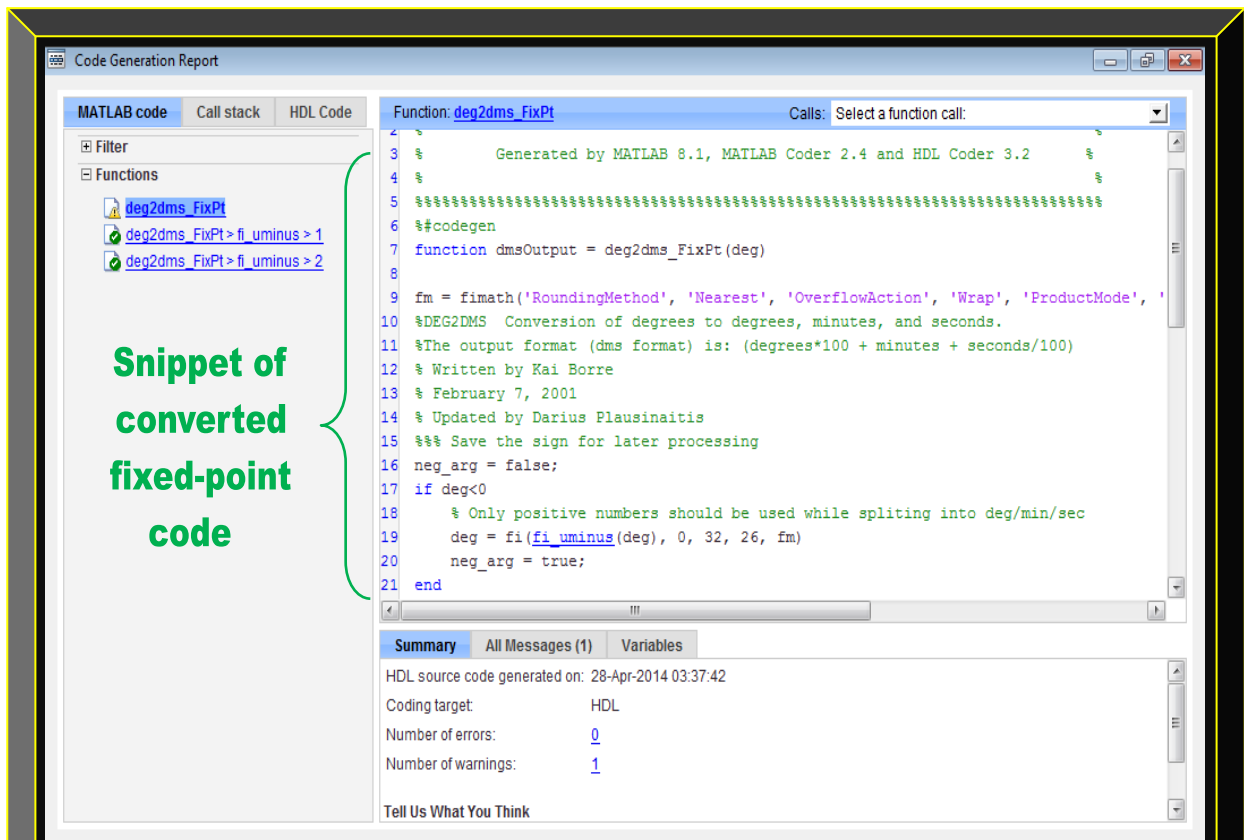 Code Generation Report
MATLAB code Call stack HDL Code
Filter
Functions
deg2dms_FixPt
deg2dms_FixPt > fi_uminus > 1
deg2dms_FixPt > fi_uminus > 2
Snippet of
converted
fixed-point
code
Function: deg2dms_FixPt Calls: Select a function call:
2 % %
3 % Generated by MATLAB 8.1, MATLAB Coder 2.4 and HDL Coder 3.2 %
4 % %
5 %%%%%%%%%%%%%%%%%%%%%%%%%%%%%%%%%%%%%%%%%%%%%%%%%%%%%%%%%%%%%%%%%%%%%%%%%%%%
6 %#codegen
7 function dmsOutput = deg2dms_FixPt(deg)
8
9 fm = fimath('RoundingMethod', 'Nearest', 'OverflowAction', 'Wrap', 'ProductMode', '
10 %DEG2DMS Conversion of degrees to degrees, minutes, and seconds.
11 %The output format (dms format) is: (degrees*100 + minutes + seconds/100)
12 % Written by Kai Borre
13 % February 7, 2001
14 % Updated by Darius Plausinaitis
15 %%% Save the sign for later processing
16 neg_arg = false;
17 if deg<0
18 % Only positive numbers should be used while spliting into deg/min/sec
19 deg = fi(fi_uminus(deg), 0, 32, 26, fm)
20 neg_arg = true;
21 end
Summary All Messages (1) Variables
HDL source code generated on: 28-Apr-2014 03:37:42
Coding target: HDL
Number of errors: 0
Number of warnings: 1
Tell Us What You Think